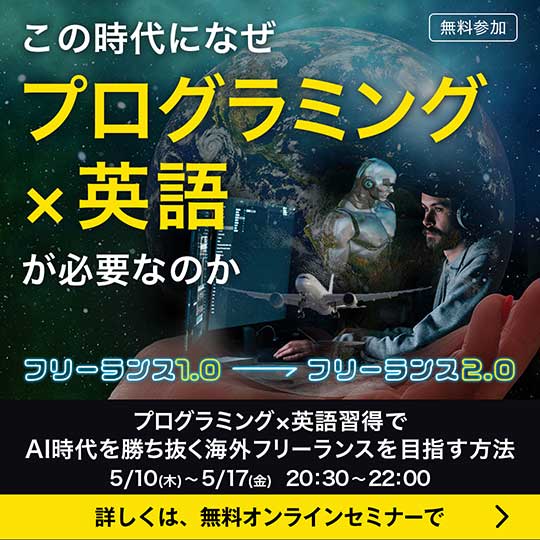 この時代になぜ
無料参加
プログラミング
×英語
が必要なのか
フリーランス1.0 → フリーランス2.0
プログラミング×英語習得で
AI時代を勝ち抜く海外フリーランスを目指す方法
5/10(木)～5/17(金) 20:30～22:00
詳しくは、無料オンラインセミナーで